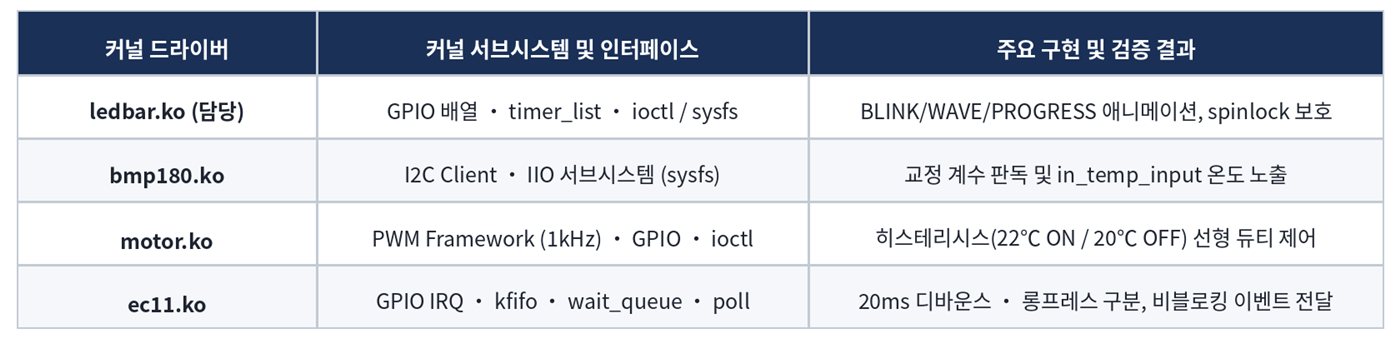 커널 드라이버 커널 서브시스템 및 인터페이스 주요 구현 및 검증 결과
ledbar.ko (담당) GPIO 배열 • timer_list • ioctl / sysfs BLINK/WAVE/PROGRESS 애니메이션, spinlock 보호
bmp180.ko I2C Client • IIO 서브시스템 (sysfs) 교정 계수 판독 및 in_temp_input 온도 노출
motor.ko PWM Framework (1kHz) • GPIO • ioctl 히스테리시스(22°C ON / 20°C OFF) 선형 듀티 제어
ec11.ko GPIO IRQ • kfifo • wait_queue • poll 20ms 디바운스 • 롱프레스 구분, 비블로킹 이벤트 전달